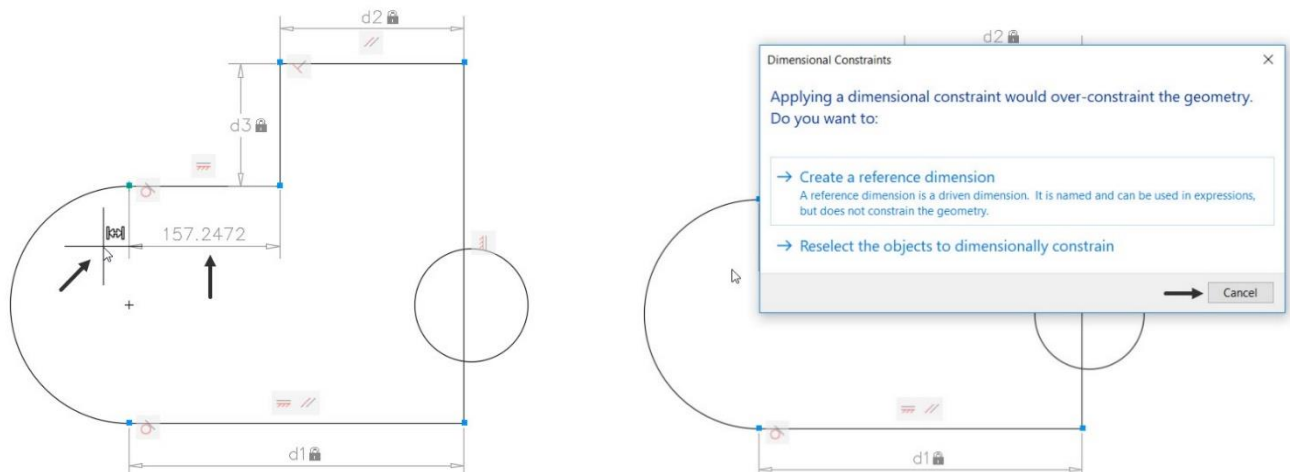 d2
d3
157.2472
d1
d2
Dimensional Constraints
Applying a dimensional constraint would over-constraint the geometry.
Do you want to:
Create a reference dimension
A reference dimension is a driven dimension. It is named and can be used in expressions,
but does not constrain the geometry.
Reselect the objects to dimensionally constrain
Cancel
d1